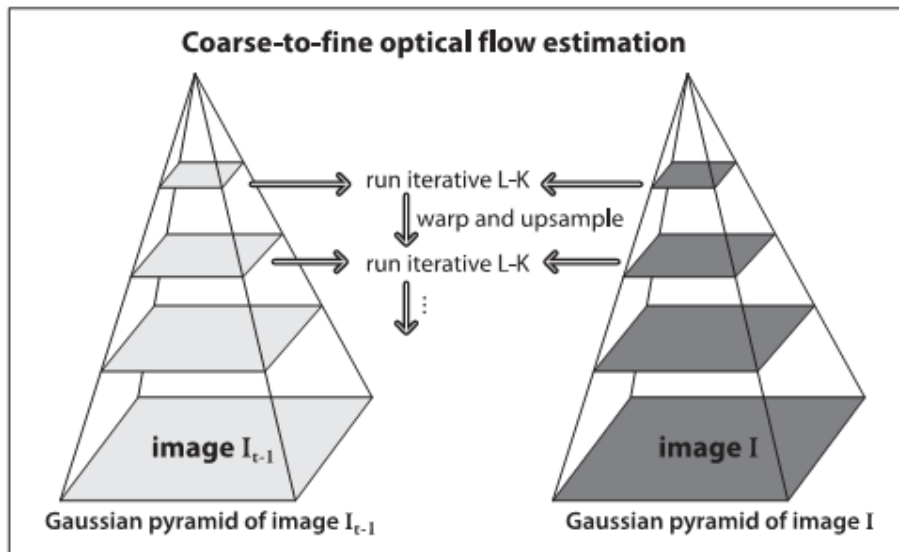 Coarse-to-fine optical flow estimation
run iterative L-K
warp and upsample
run iterative L-K
⋮
image Iₜ₋₁
image I
Gaussian pyramid of image Iₜ₋₁
Gaussian pyramid of image I